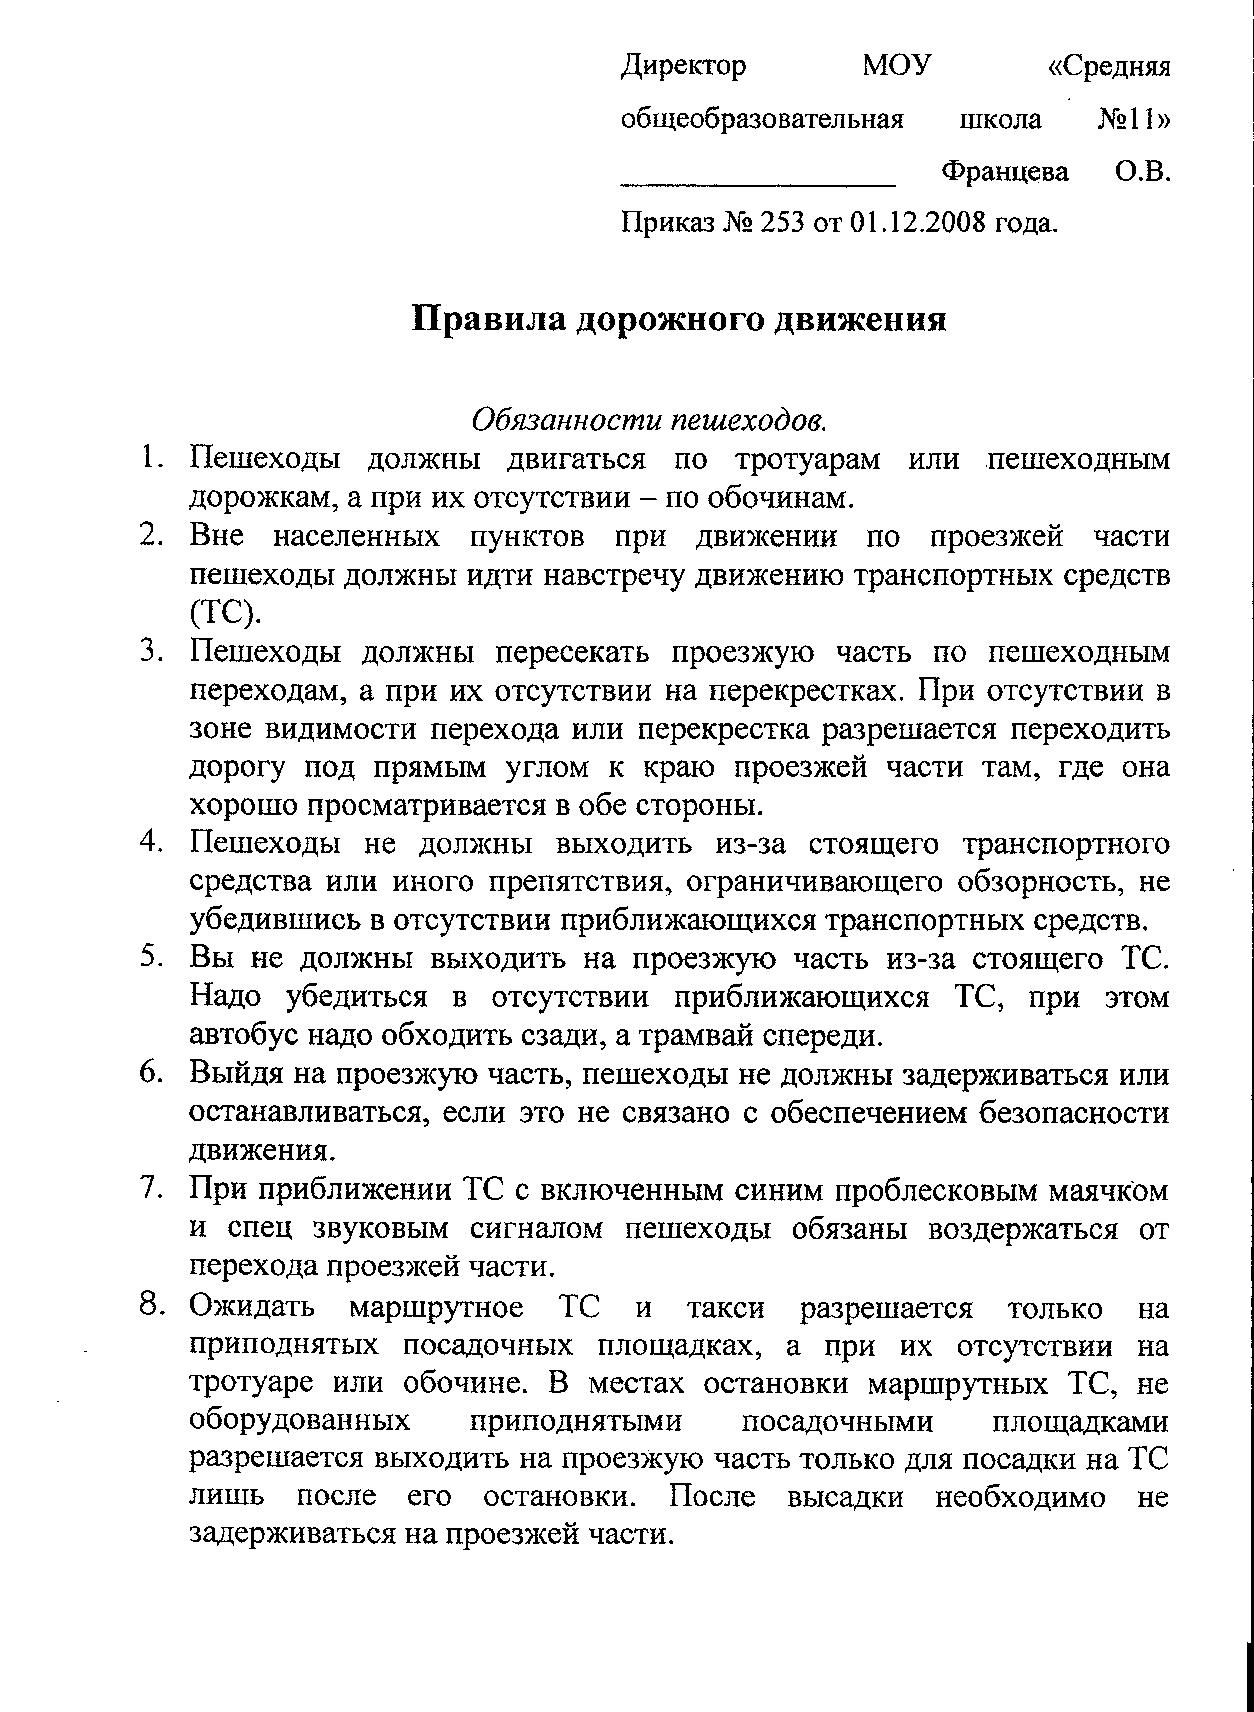 Директор МОУ «Средняя
общеобразовательная школа №11»
__________________ Францева О.В.
Приказ № 253 от 01.12.2008 года.
Правила дорожного движения
Обязанности пешеходов.
1. Пешеходы должны двигаться по тротуарам или пешеходным
дорожкам, а при их отсутствии – по обочинам.
2. Вне населенных пунктов при движении по проезжей части
пешеходы должны идти навстречу движению транспортных средств
(ТС).
3. Пешеходы должны пересекать проезжую часть по пешеходным
переходам, а при их отсутствии на перекрестках. При отсутствии в
зоне видимости перехода или перекрестка разрешается переходить
дорогу под прямым углом к краю проезжей части там, где она
хорошо просматривается в обе стороны.
4. Пешеходы не должны выходить из-за стоящего транспортного
средства или иного препятствия, ограничивающего обзорность, не
убедившись в отсутствии приближающихся транспортных средств.
5. Вы не должны выходить на проезжую часть из-за стоящего ТС.
Надо убедиться в отсутствии приближающихся ТС, при этом
автобус надо обходить сзади, а трамвай спереди.
6. Выйдя на проезжую часть, пешеходы не должны задерживаться или
останавливаться, если это не связано с обеспечением безопасности
движения.
7. При приближении ТС с включенным синим проблесковым маячком
и спец звуковым сигналом пешеходы обязаны воздержаться от
перехода проезжей части.
8. Ожидать маршрутное ТС и такси разрешается только на
приподнятых посадочных площадках, а при их отсутствии на
тротуаре или обочине. В местах остановки маршрутных ТС, не
оборудованных приподнятыми посадочными площадками
разрешается выходить на проезжую часть только для посадки на ТС
лишь после его остановки. После высадки необходимо не
задерживаться на проезжей части.